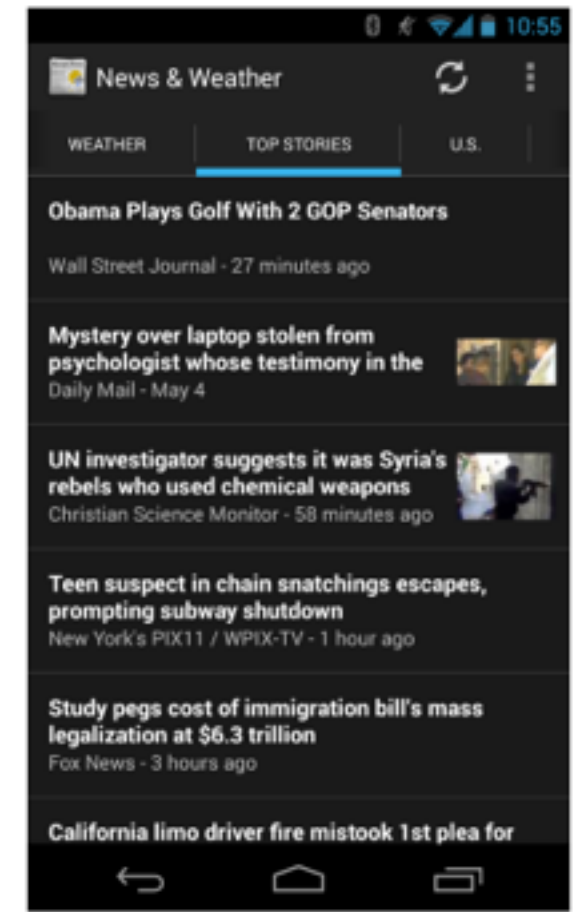 10:55
News & Weather
WEATHER TOP STORIES U.S.
Obama Plays Golf With 2 GOP Senators
Wall Street Journal - 27 minutes ago
Mystery over laptop stolen from
psychologist whose testimony in the
Daily Mail - May 4
UN investigator suggests it was Syria's
rebels who used chemical weapons
Christian Science Monitor - 58 minutes ago
Teen suspect in chain snatchings escapes,
prompting subway shutdown
New York's PIX11 / WPIX-TV - 1 hour ago
Study pegs cost of immigration bill's mass
legalization at $6.3 trillion
Fox News - 3 hours ago
California limo driver fire mistook 1st plea for